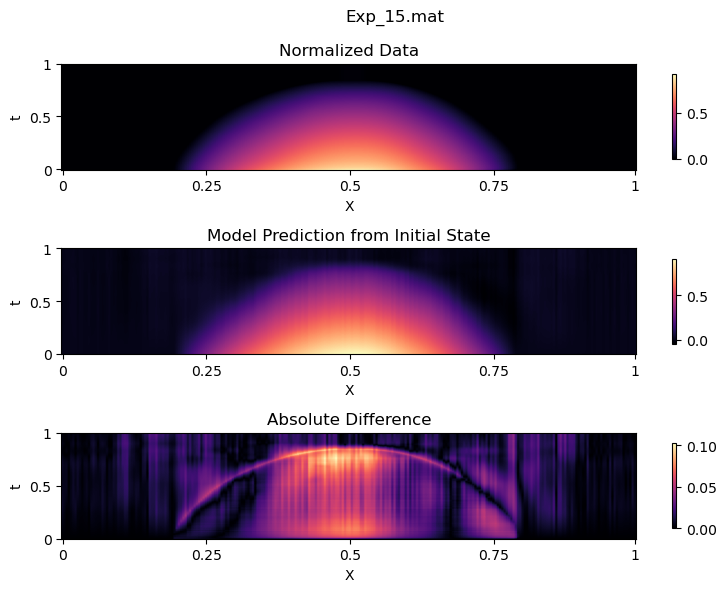 Exp_15.mat
Normalized Data
1
0.5
0
t
0 0.25 0.5 0.75 1
X
0.5
0.0
Model Prediction from Initial State
1
0.5
0
t
0 0.25 0.5 0.75 1
X
0.5
0.0
Absolute Difference
1
0.5
0
t
0 0.25 0.5 0.75 1
X
0.10
0.05
0.00